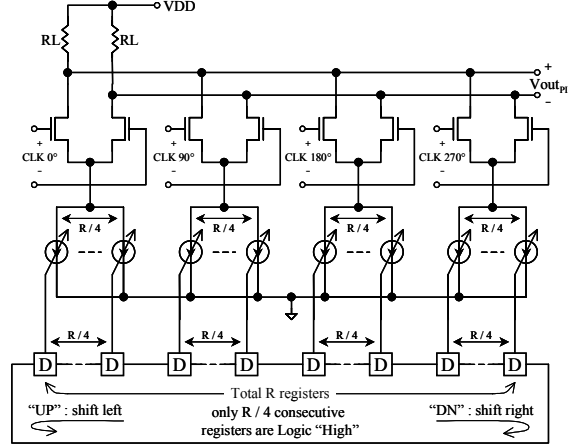 VDD
RL RL
+
Vout_PI
-
+ + + +
CLK 0° CLK 90° CLK 180° CLK 270°
- - - -
R / 4 R / 4 R / 4 R / 4
R / 4 R / 4 R / 4 R / 4
D D D D D D D D
Total R registers
"UP" : shift left only R / 4 consecutive "DN" : shift right
registers are Logic "High"